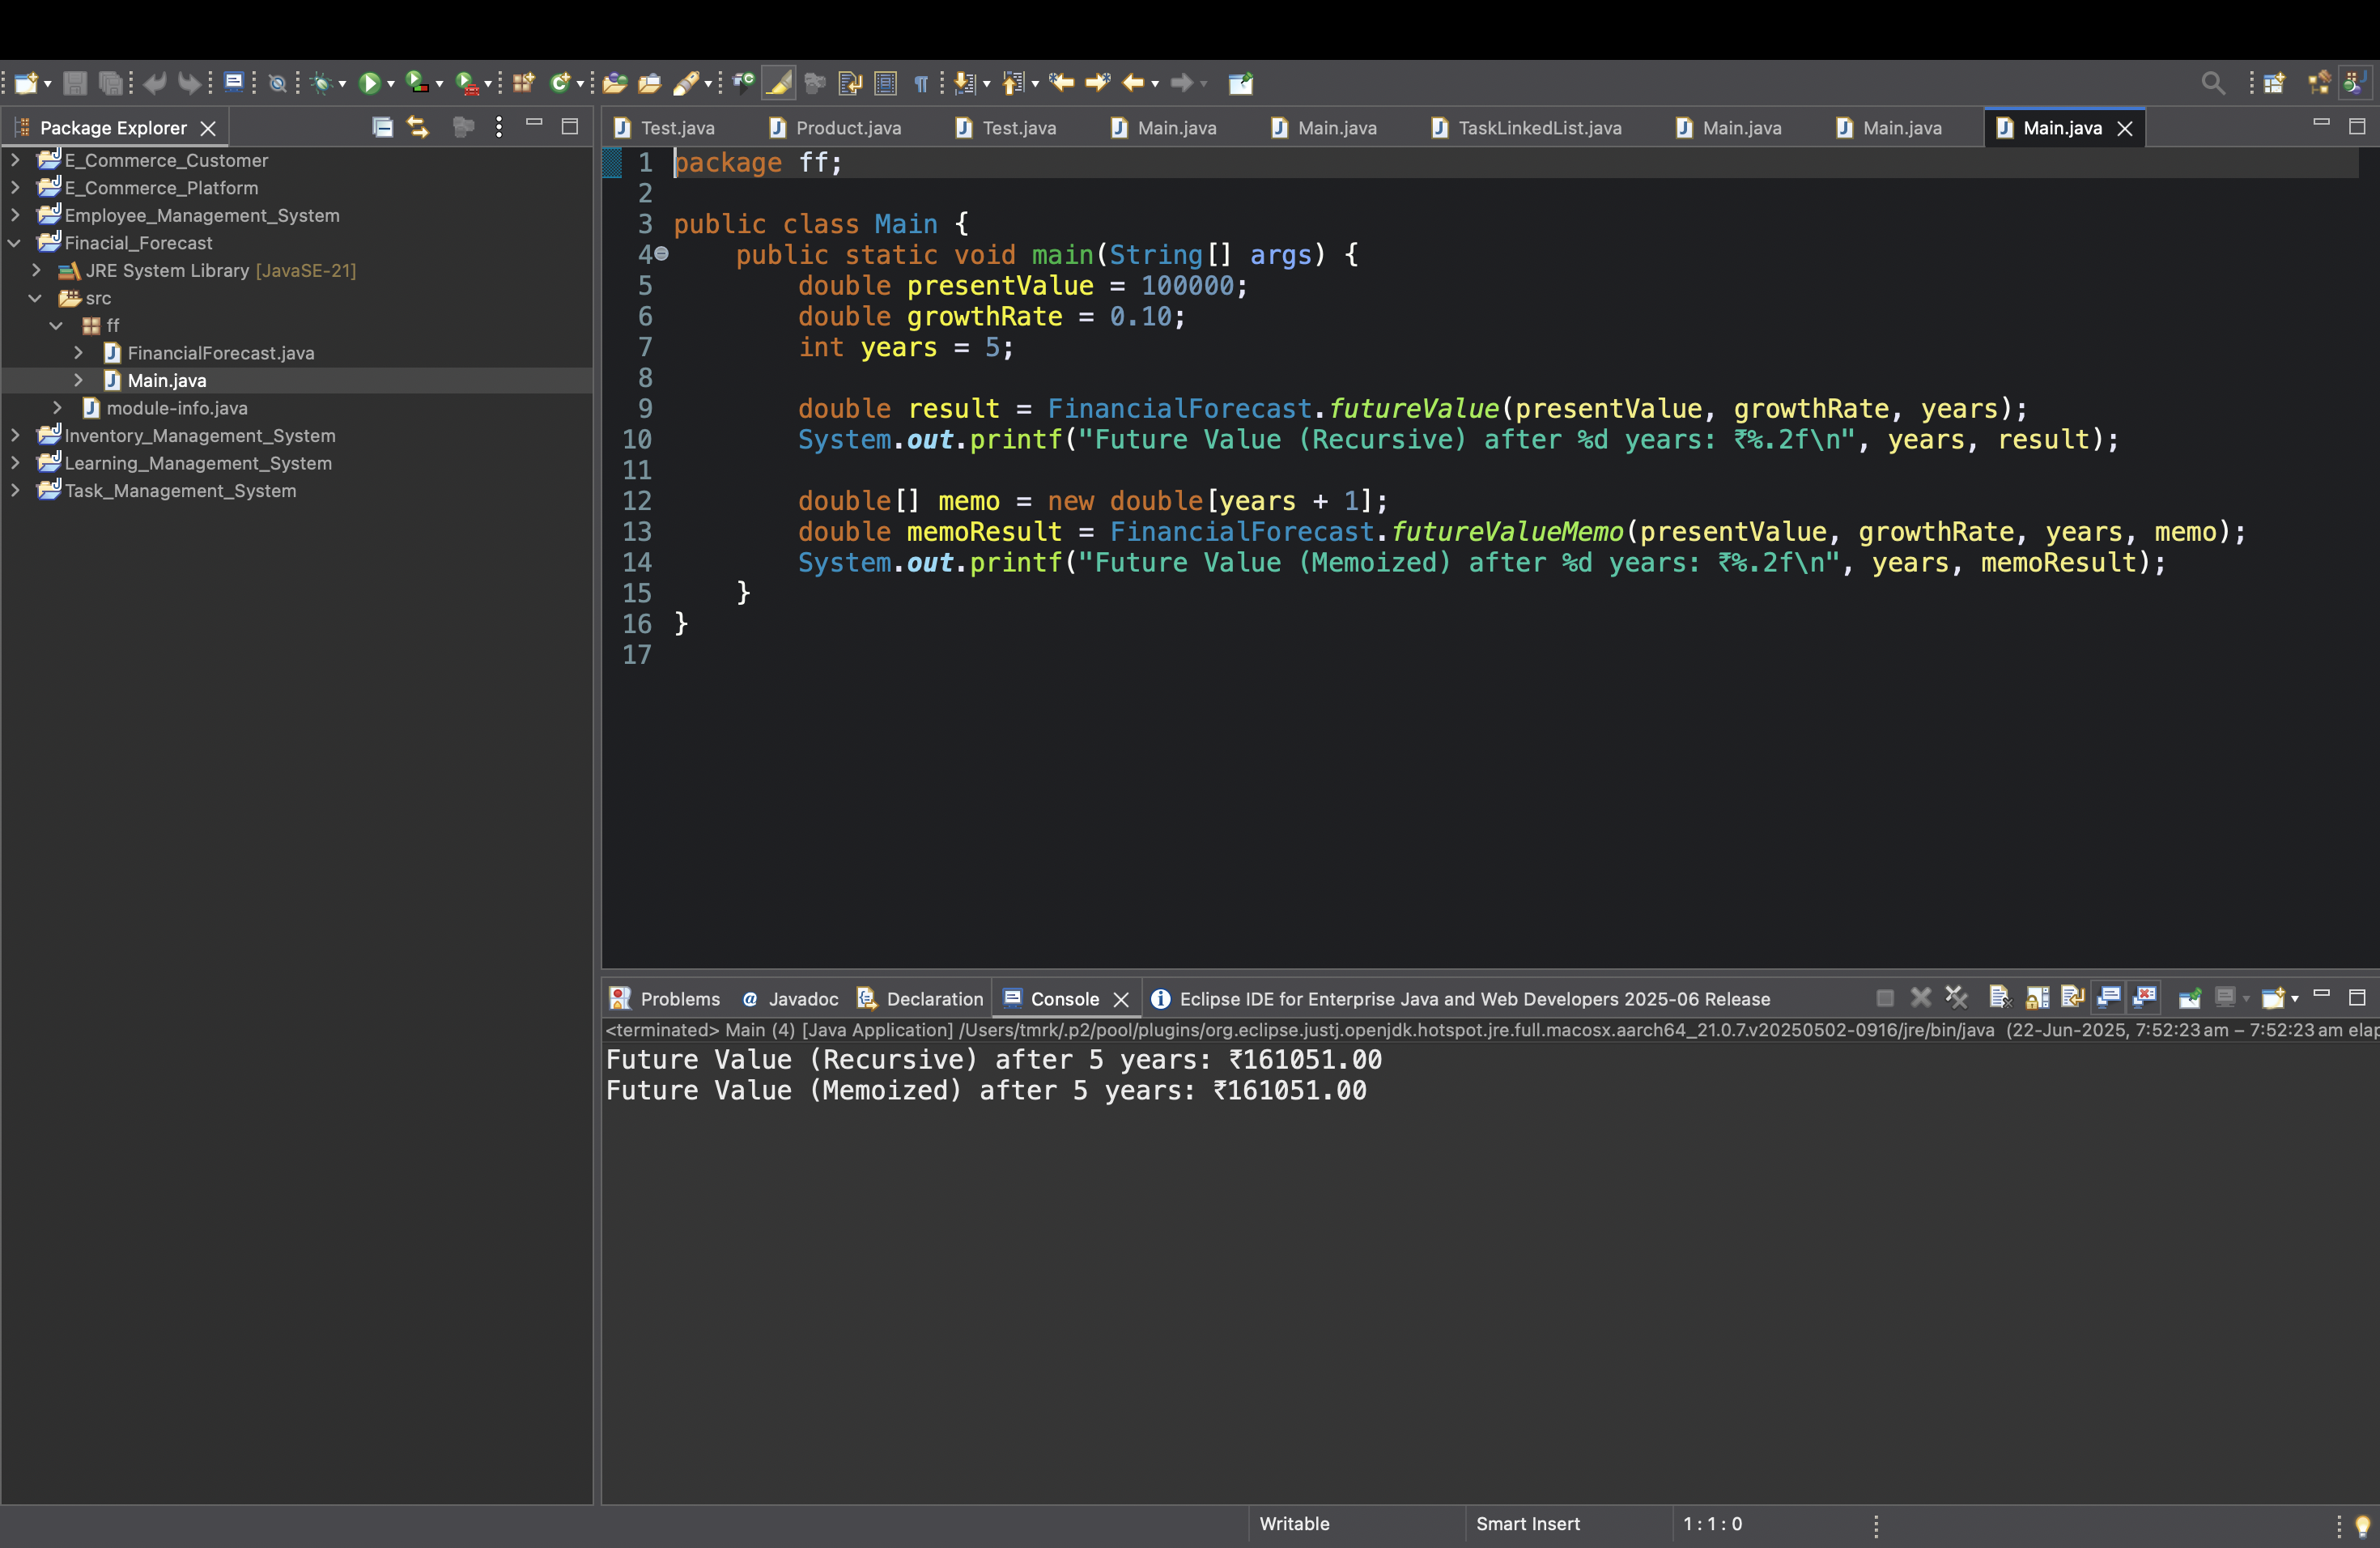 Package Explorer
E_Commerce_Customer
E_Commerce_Platform
Employee_Management_System
Finacial_Forecast
JRE System Library [JavaSE-21]
src
ff
FinancialForecast.java
Main.java
module-info.java
Inventory_Management_System
Learning_Management_System
Task_Management_System
Test.java Product.java Test.java Main.java Main.java TaskLinkedList.java Main.java Main.java Main.java
1 package ff;
2
3 public class Main {
4 public static void main(String[] args) {
5 double presentValue = 100000;
6 double growthRate = 0.10;
7 int years = 5;
8
9 double result = FinancialForecast.futureValue(presentValue, growthRate, years);
10 System.out.printf("Future Value (Recursive) after %d years: ₹%.2f\n", years, result);
11
12 double[] memo = new double[years + 1];
13 double memoResult = FinancialForecast.futureValueMemo(presentValue, growthRate, years, memo);
14 System.out.printf("Future Value (Memoized) after %d years: ₹%.2f\n", years, memoResult);
15 }
16 }
17
Problems Javadoc Declaration Console Eclipse IDE for Enterprise Java and Web Developers 2025-06 Release
<terminated> Main (4) [Java Application] /Users/tmrk/.p2/pool/plugins/org.eclipse.justj.openjdk.hotspot.jre.full.macosx.aarch64_21.0.7.v20250502-0916/jre/bin/java (22-Jun-2025, 7:52:23 am – 7:52:23 am elap
Future Value (Recursive) after 5 years: ₹161051.00
Future Value (Memoized) after 5 years: ₹161051.00
Writable Smart Insert 1 : 1 : 0